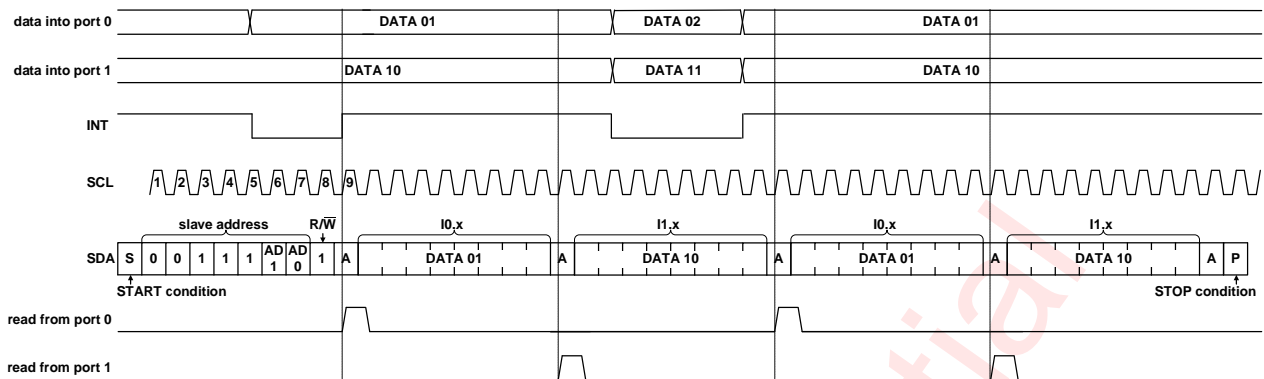 data into port 0 DATA 01 DATA 02 DATA 01
data into port 1 DATA 10 DATA 11 DATA 10
INT
SCL 1 2 3 4 5 6 7 8 9
slave address R/W I0.x I1.x I0.x I1.x
SDA S 0 0 1 1 1 AD1 AD0 1 A DATA 01 A DATA 10 A DATA 01 A DATA 10 A P
START condition STOP condition
read from port 0
read from port 1